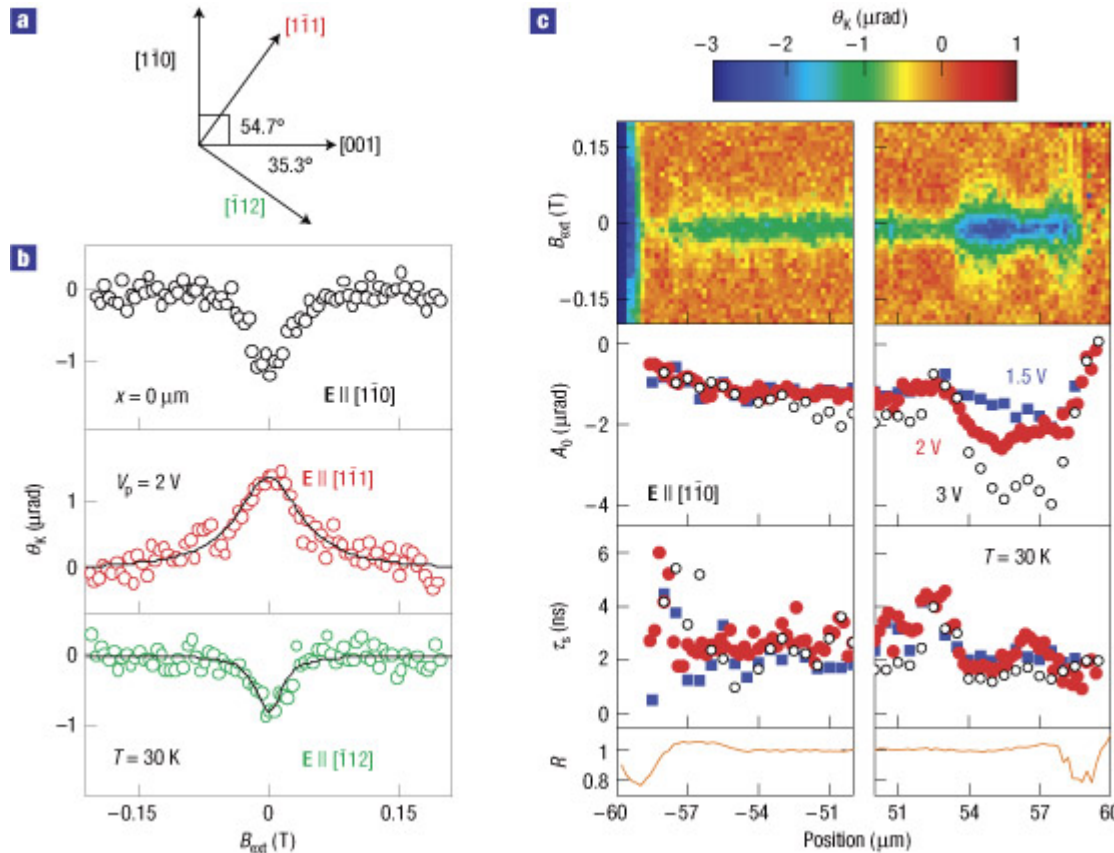 a
[11̄0]
[11̄1]
54.7º
[001]
35.3º
[1̄12]
b
0
−1
x = 0 μm
E || [11̄0]
Vp = 2 V
E || [11̄1]
1
0
θK (μrad)
0
−1
T = 30 K
E || [1̄12]
−0.15 0 0.15
Bext (T)
c
θK (μrad)
−3 −2 −1 0 1
0.15
0
−
−0.15
Bext (T)
0
−2
−4
A0 (μrad)
E || [11̄0]
1.5 V
2 V
3 V
6
4
2
0
τs (ns)
T = 30 K
R
1
0.8
−60 −57 −54 −51 51 54 57 60
Position (μm)